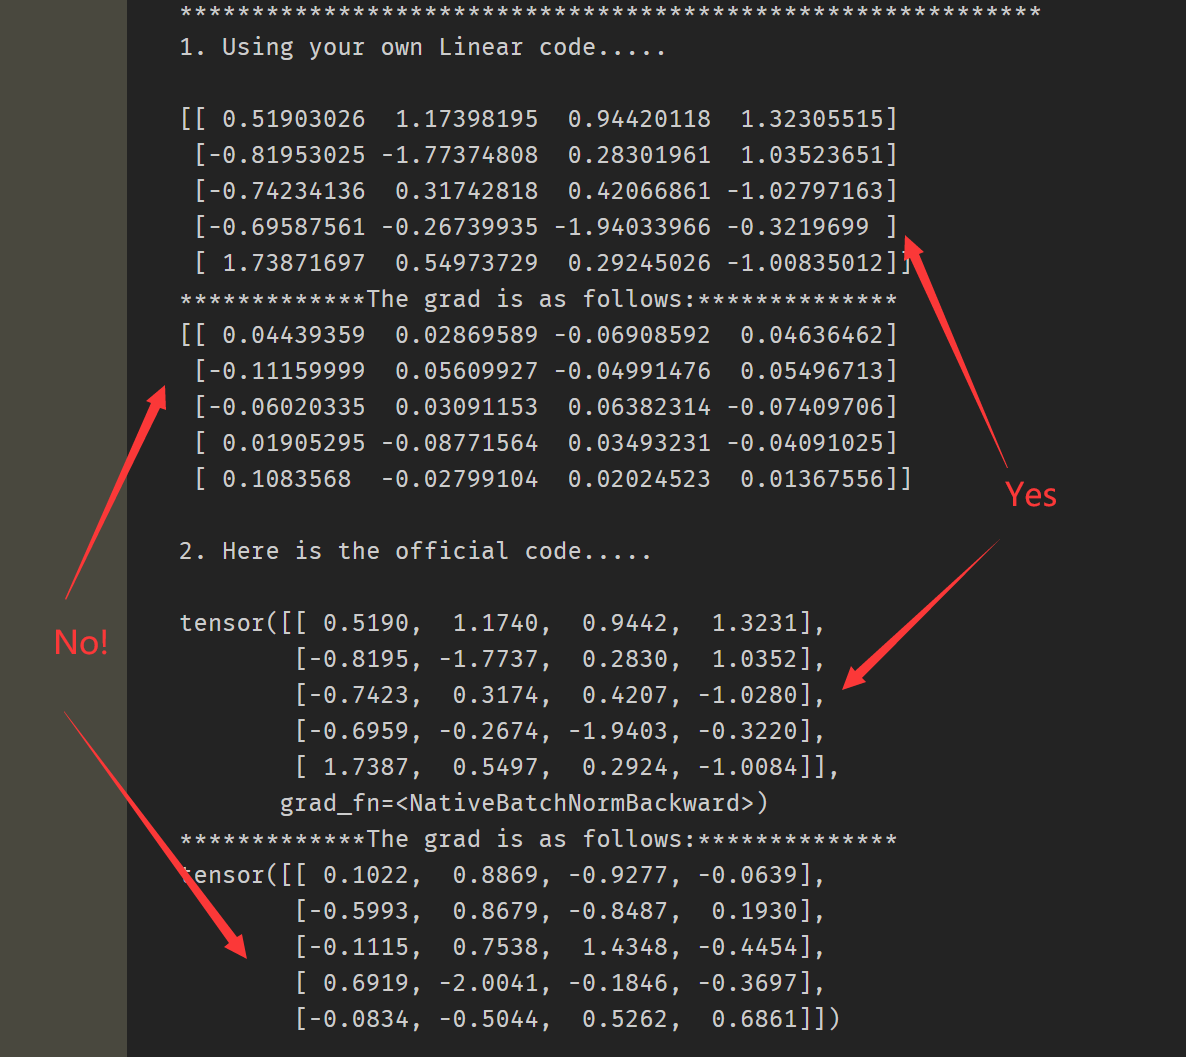 ************************************************************
1. Using your own Linear code.....
[[ 0.51903026  1.17398195  0.94420118  1.32305515]
 [-0.81953025 -1.77374808  0.28301961  1.03523651]
 [-0.74234136  0.31742818  0.42066861 -1.02797163]
 [-0.69587561 -0.26739935 -1.94033966 -0.3219699 ]
 [ 1.73871697  0.54973729  0.29245026 -1.00835012]]
*************The grad is as follows:**************
[[ 0.04439359  0.02869589 -0.06908592  0.04636462]
 [-0.11159999  0.05609927 -0.04991476  0.05496713]
 [-0.06020335  0.03091153  0.06382314 -0.07409706]
 [ 0.01905295 -0.08771564  0.03493231 -0.04091025]
 [ 0.1083568  -0.02799104  0.02024523  0.01367556]]
Yes
2. Here is the official code.....
tensor([[ 0.5190,  1.1740,  0.9442,  1.3231],
No!
        [-0.8195, -1.7737,  0.2830,  1.0352],
        [-0.7423,  0.3174,  0.4207, -1.0280],
        [-0.6959, -0.2674, -1.9403, -0.3220],
        [ 1.7387,  0.5497,  0.2924, -1.0084]],
       grad_fn=<NativeBatchNormBackward>)
*************The grad is as follows:**************
tensor([[ 0.1022,  0.8869, -0.9277, -0.0639],
        [-0.5993,  0.8679, -0.8487,  0.1930],
        [-0.1115,  0.7538,  1.4348, -0.4454],
        [ 0.6919, -2.0041, -0.1846, -0.3697],
        [-0.0834, -0.5044,  0.5262,  0.6861]])